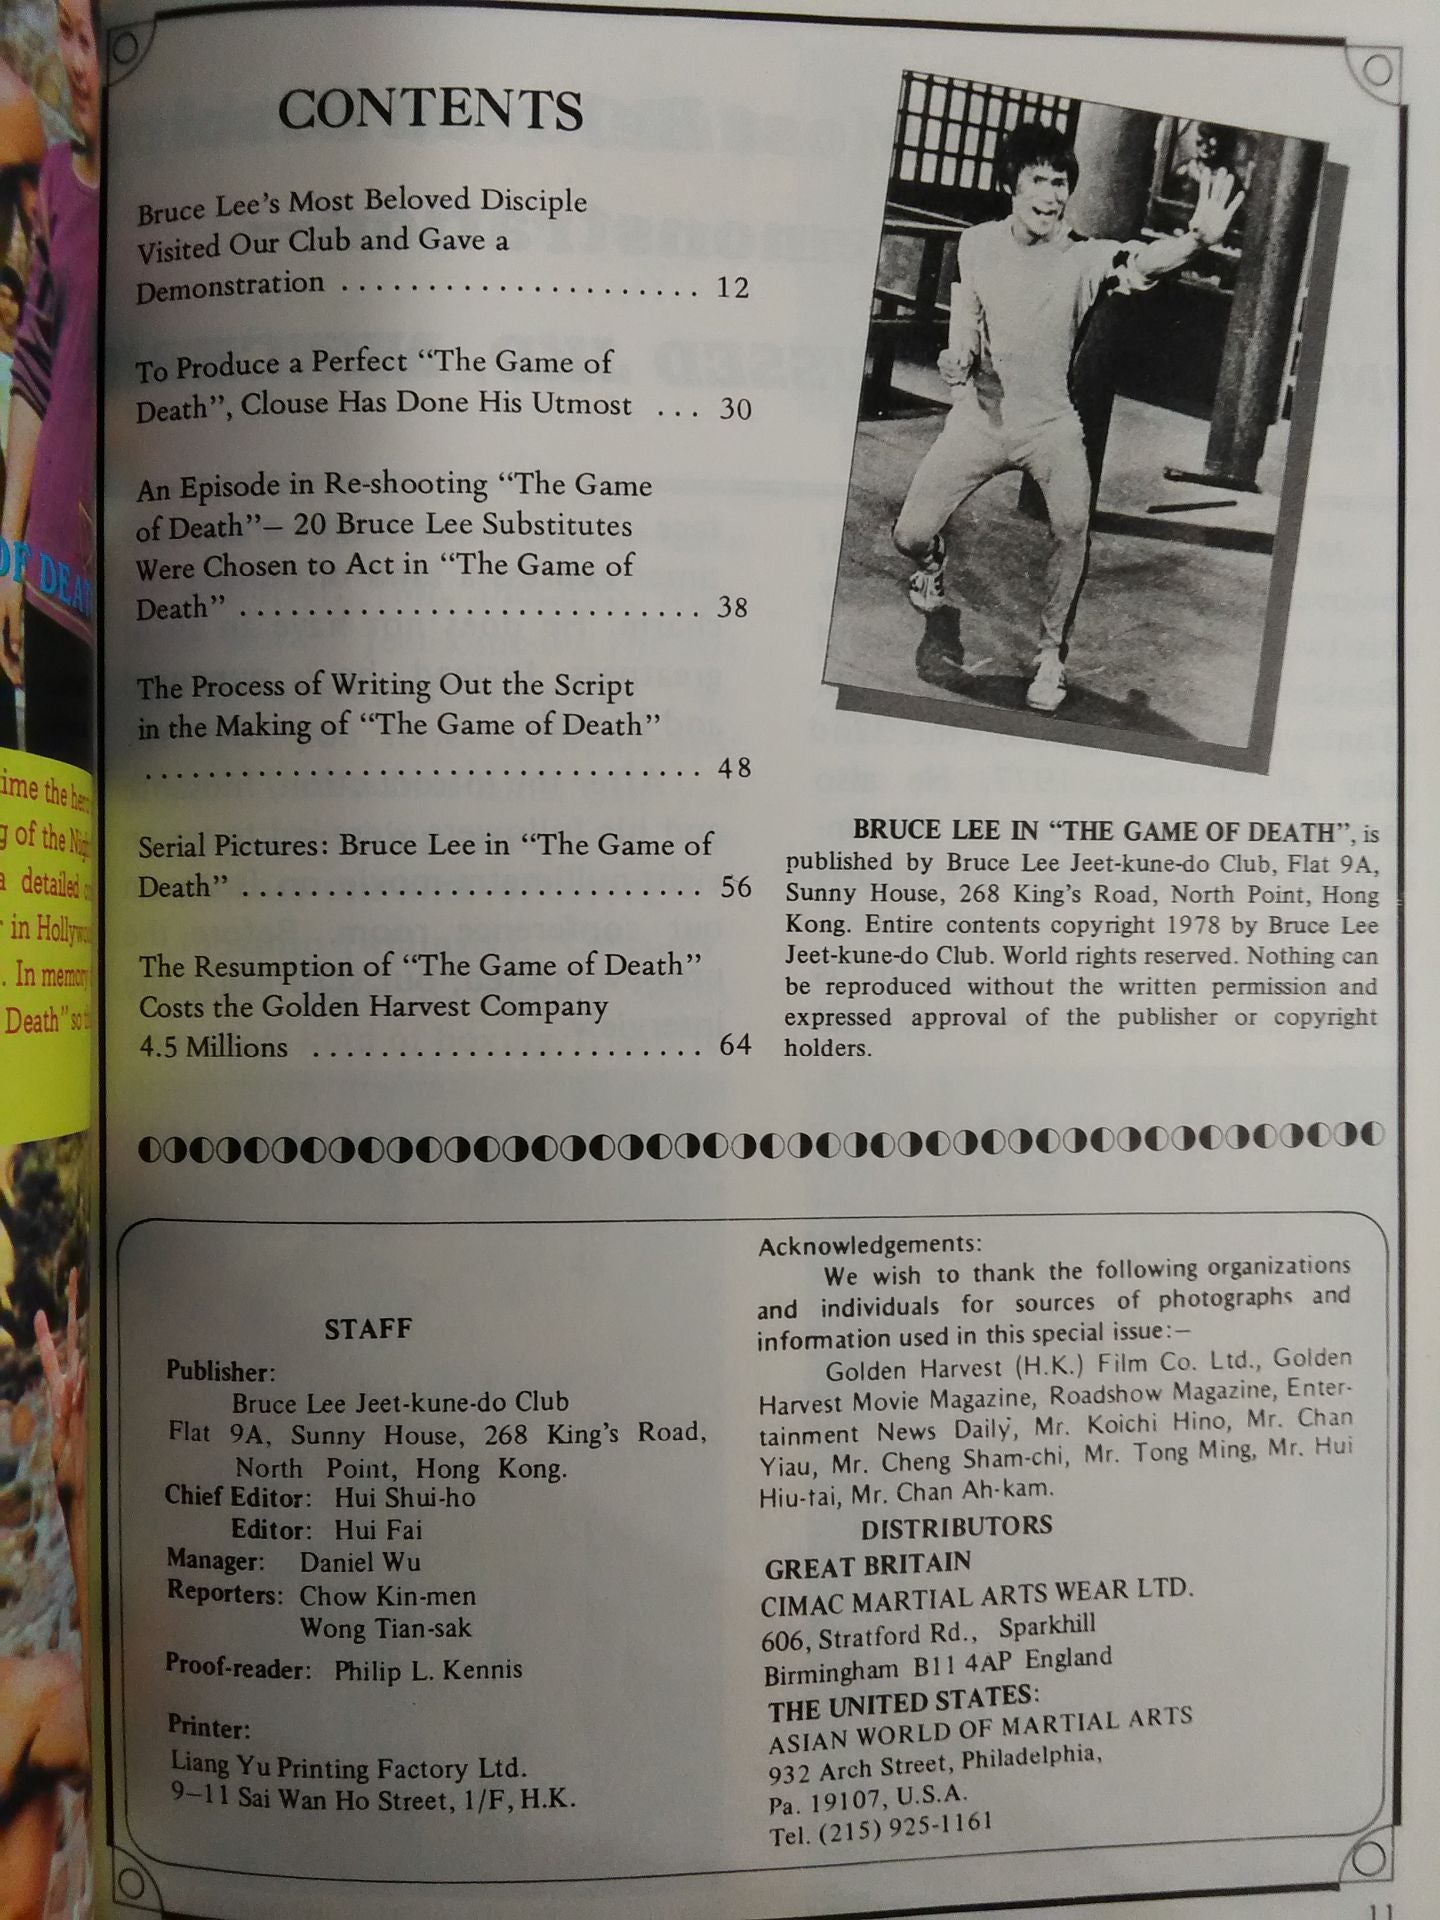 CONTENTS
Bruce Lee's Most Beloved Disciple
Visited Our Club and Gave a
Demonstration ..................... 12
To Produce a Perfect “The Game of
Death”, Clouse Has Done His Utmost ... 30
An Episode in Re-shooting “The Game
of Death”— 20 Bruce Lee Substitutes
Were Chosen to Act in “The Game of
Death” ........................... 38
The Process of Writing Out the Script
in the Making of “The Game of Death”
................................. 48
Serial Pictures: Bruce Lee in “The Game of
Death” ........................... 56
The Resumption of “The Game of Death”
Costs the Golden Harvest Company
4.5 Millions ....................... 64
BRUCE LEE IN “THE GAME OF DEATH”, is
published by Bruce Lee Jeet-kune-do Club, Flat 9A,
Sunny House, 268 King's Road, North Point, Hong
Kong. Entire contents copyright 1978 by Bruce Lee
Jeet-kune-do Club. World rights reserved. Nothing can
be reproduced without the written permission and
expressed approval of the publisher or copyright
holders.
STAFF
Publisher:
Bruce Lee Jeet-kune-do Club
Flat 9A, Sunny House, 268 King's Road,
North Point, Hong Kong.
Chief Editor: Hui Shui-ho
Editor: Hui Fai
Manager: Daniel Wu
Reporters: Chow Kin-men
Wong Tian-sak
Proof-reader: Philip L. Kennis
Printer:
Liang Yu Printing Factory Ltd.
9–11 Sai Wan Ho Street, 1/F, H.K.
Acknowledgements:
We wish to thank the following organizations
and individuals for sources of photographs and
information used in this special issue:—
Golden Harvest (H.K.) Film Co. Ltd., Golden
Harvest Movie Magazine, Roadshow Magazine, Enter-
tainment News Daily, Mr. Koichi Hino, Mr. Chan
Yiau, Mr. Cheng Sham-chi, Mr. Tong Ming, Mr. Hui
Hiu-tai, Mr. Chan Ah-kam.
DISTRIBUTORS
GREAT BRITAIN
CIMAC MARTIAL ARTS WEAR LTD.
606, Stratford Rd., Sparkhill
Birmingham B11 4AP England
THE UNITED STATES:
ASIAN WORLD OF MARTIAL ARTS
932 Arch Street, Philadelphia,
Pa. 19107, U.S.A.
Tel. (215) 925-1161
11
OF
ime the
g of the
a detailed
in
. In
Death” so